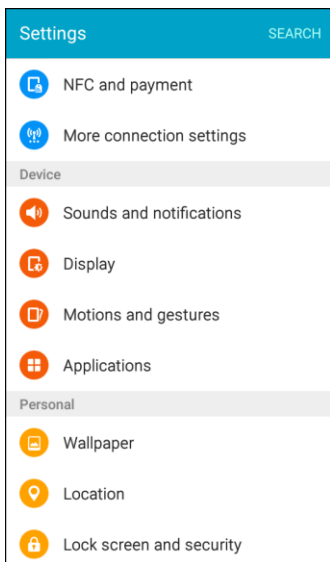 Settings SEARCH
NFC and payment
More connection settings
Device
Sounds and notifications
Display
Motions and gestures
Applications
Personal
Wallpaper
Location
Lock screen and security